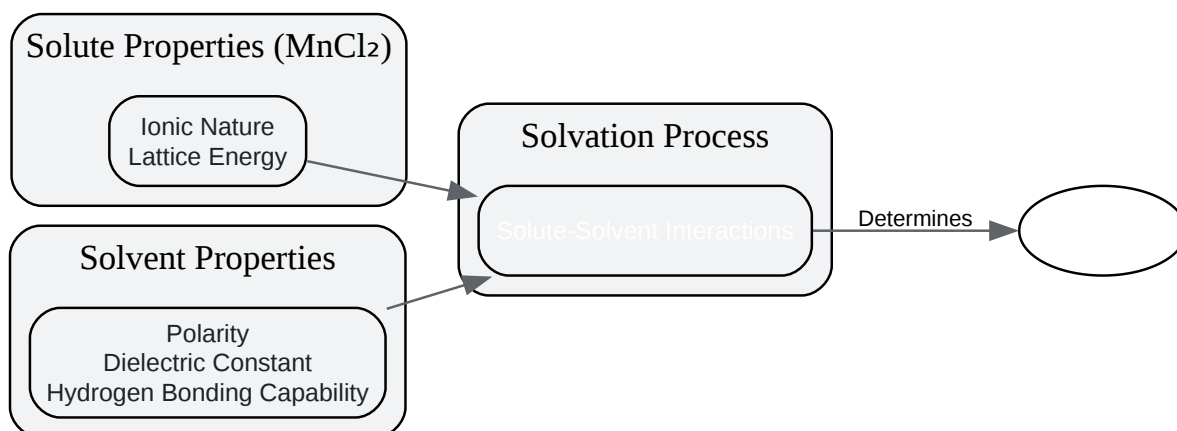 Solute Properties (MnCl₂)
Ionic Nature
Lattice Energy
Solvation Process
Solute-Solvent Interactions
Determines
Solvent Properties
Polarity
Dielectric Constant
Hydrogen Bonding Capability